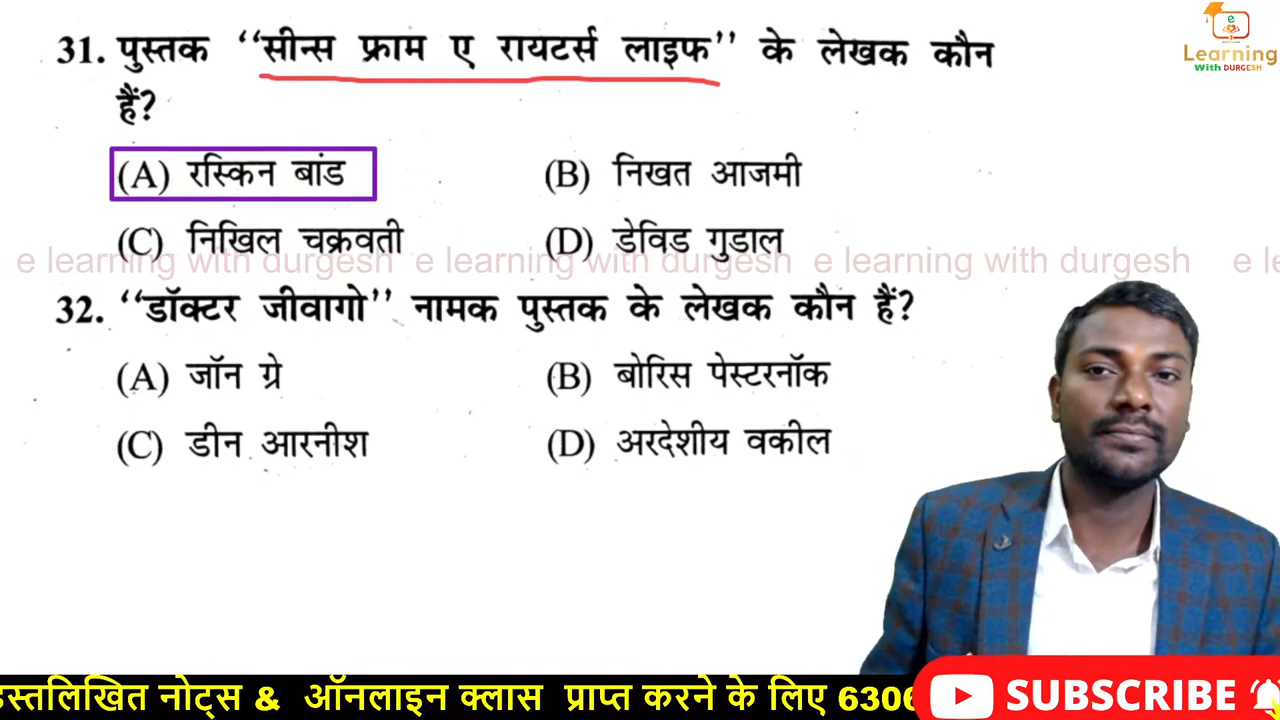 31. पुस्तक ‘‘सीन्स फ्राम ए रायटर्स लाइफ’’ के लेखक कौन
हैं?
(A) रस्किन बांड (B) निखत आजमी
(C) निखिल चक्रवती (D) डेविड गुडाल
e learning with durgesh e learning with durgesh e learning with durgesh e le
32. ‘‘डॉक्टर जीवागो’’ नामक पुस्तक के लेखक कौन हैं?
(A) जॉन ग्रे (B) बोरिस पेस्टरनॉक
(C) डीन आरनीश (D) अरदेशीय वकील
e
Learning
With DURGESH
हस्तलिखित नोट्स & ऑनलाइन क्लास प्राप्त करने के लिए 6306
SUBSCRIBE